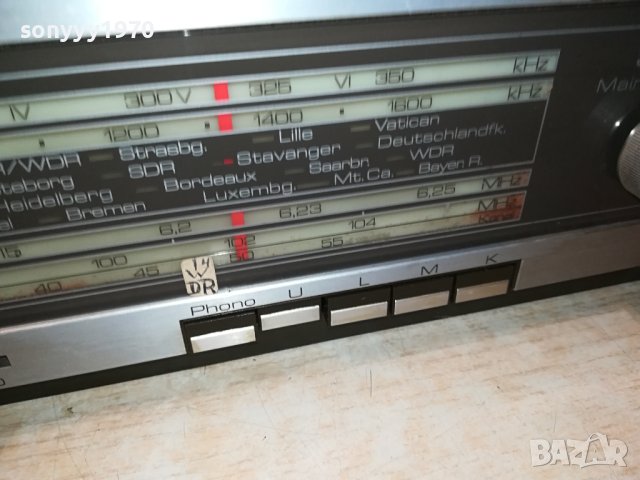 sonyyy1970
IV 300 V 325 VI 350 kHz
1200 1400 1600 kHz
/WDR Strasbg. Lille Vatican
SDR Stavanger Deutschlandfk.
teborg Bordeaux Saarbr. WDR
Heidelberg Luxembg. Mt. Ca. Bayern R.
Bremen
15 6,2 6,23 6,25 MHz
100 102 104 MHz
40 45 50 55 Kanal
DR
Phono U L M K
Main
BAZAR